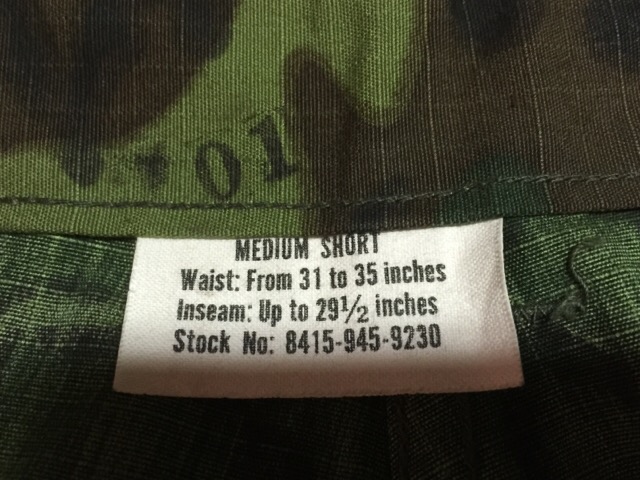 101
MEDIUM SHORT
Waist: From 31 to 35 inches
Inseam: Up to 29½ inches
Stock No: 8415-945-9230